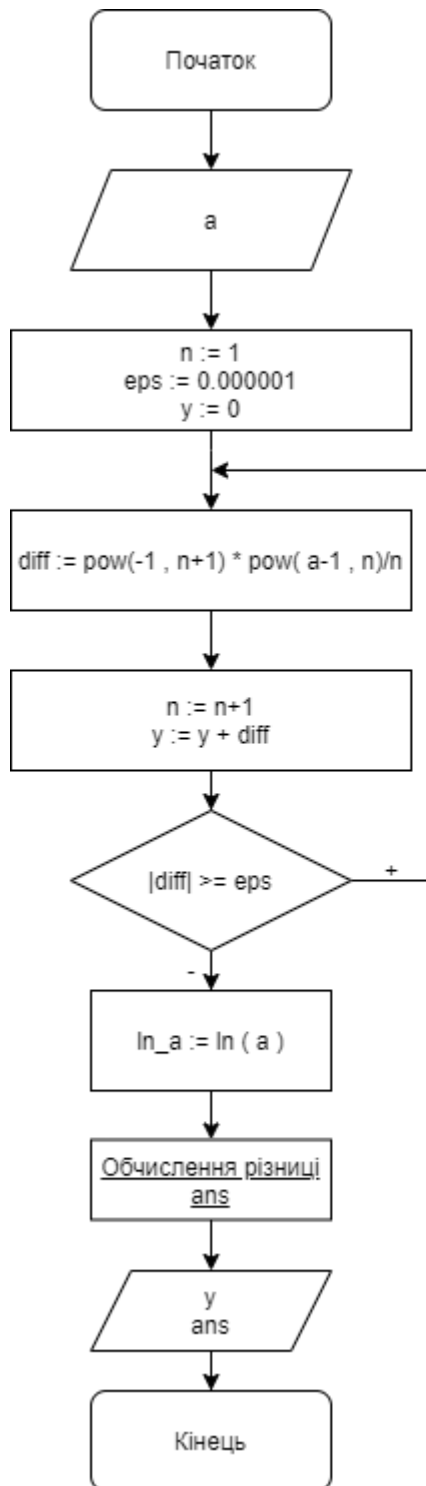 Початок
a
n := 1
eps := 0.000001
y := 0
diff := pow(-1 , n+1) * pow( a-1 , n)/n
n := n+1
y := y + diff
|diff| >= eps
+
-
ln_a := ln ( a )
Обчислення різниці
ans
y
ans
Кінець